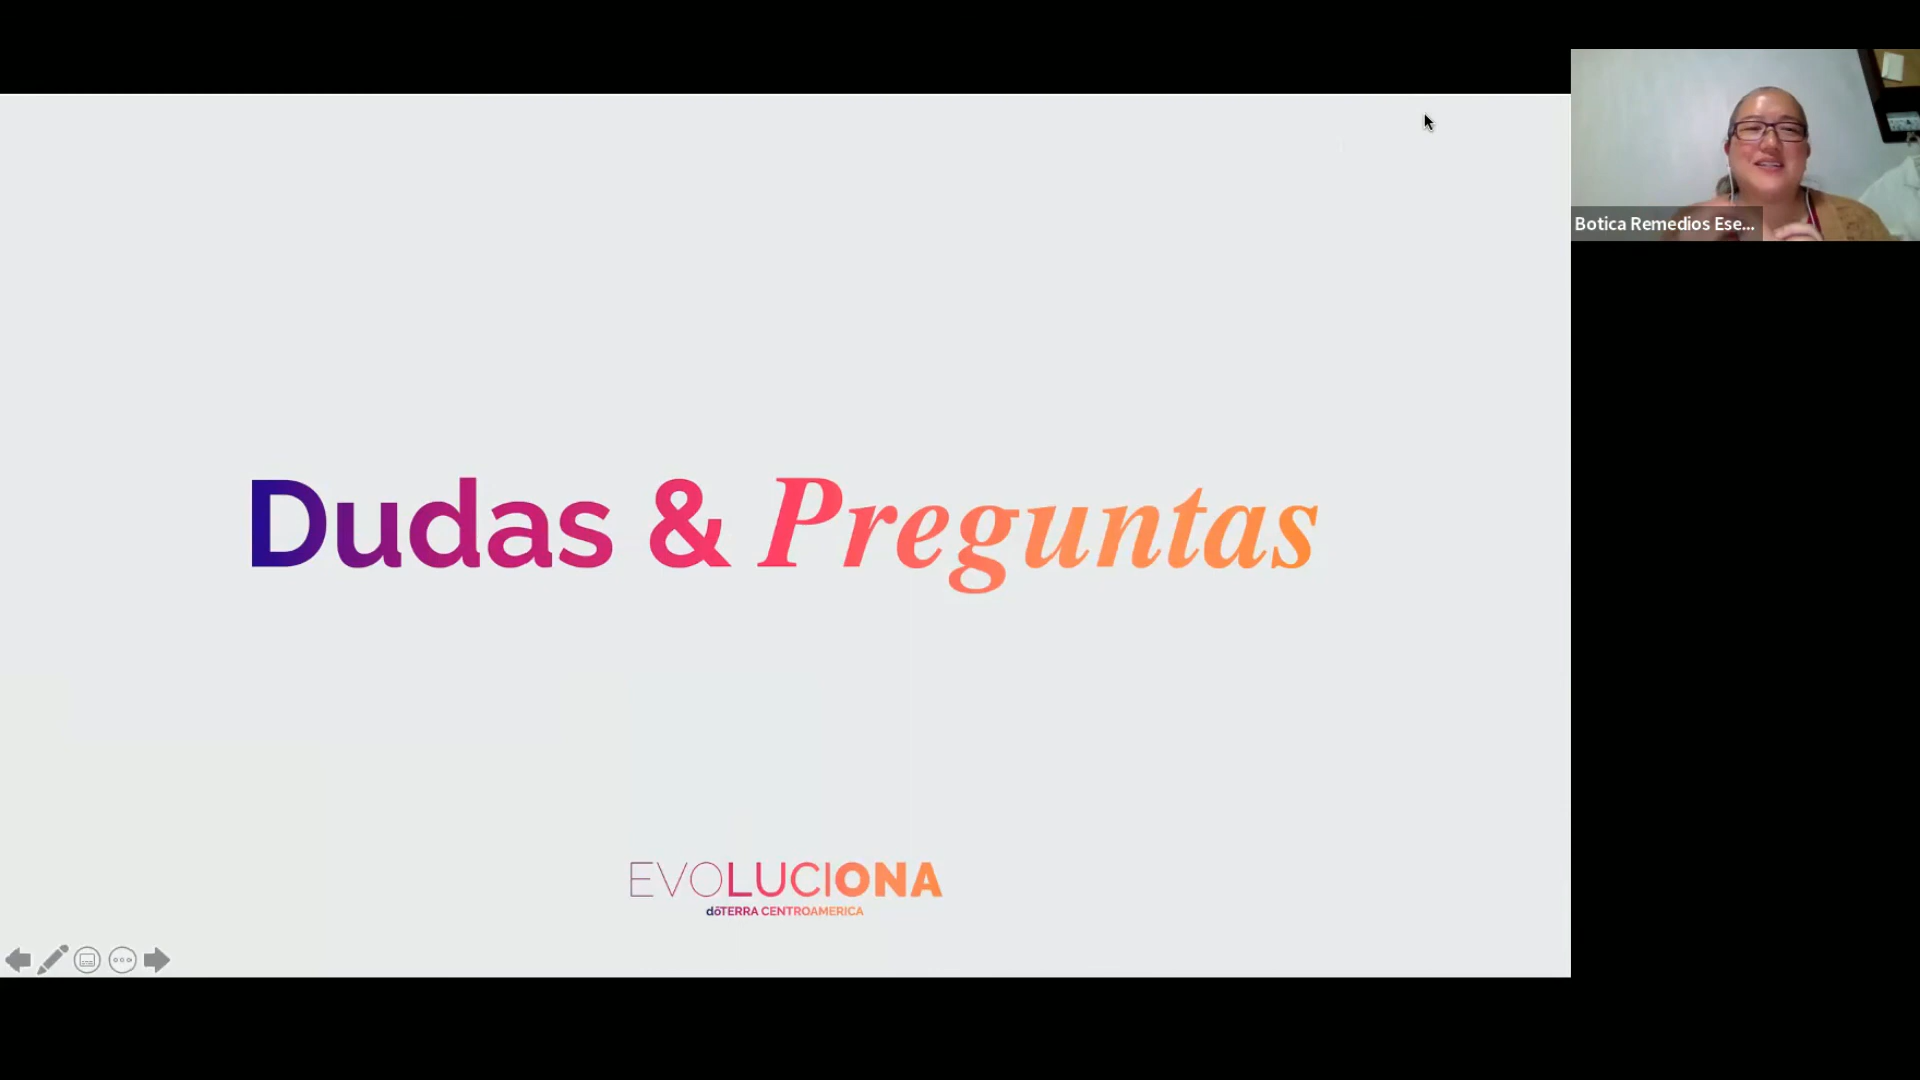 Botica Remedios Ese...
Dudas & Preguntas
EVOLUCIONA
dōTERRA CENTROAMERICA